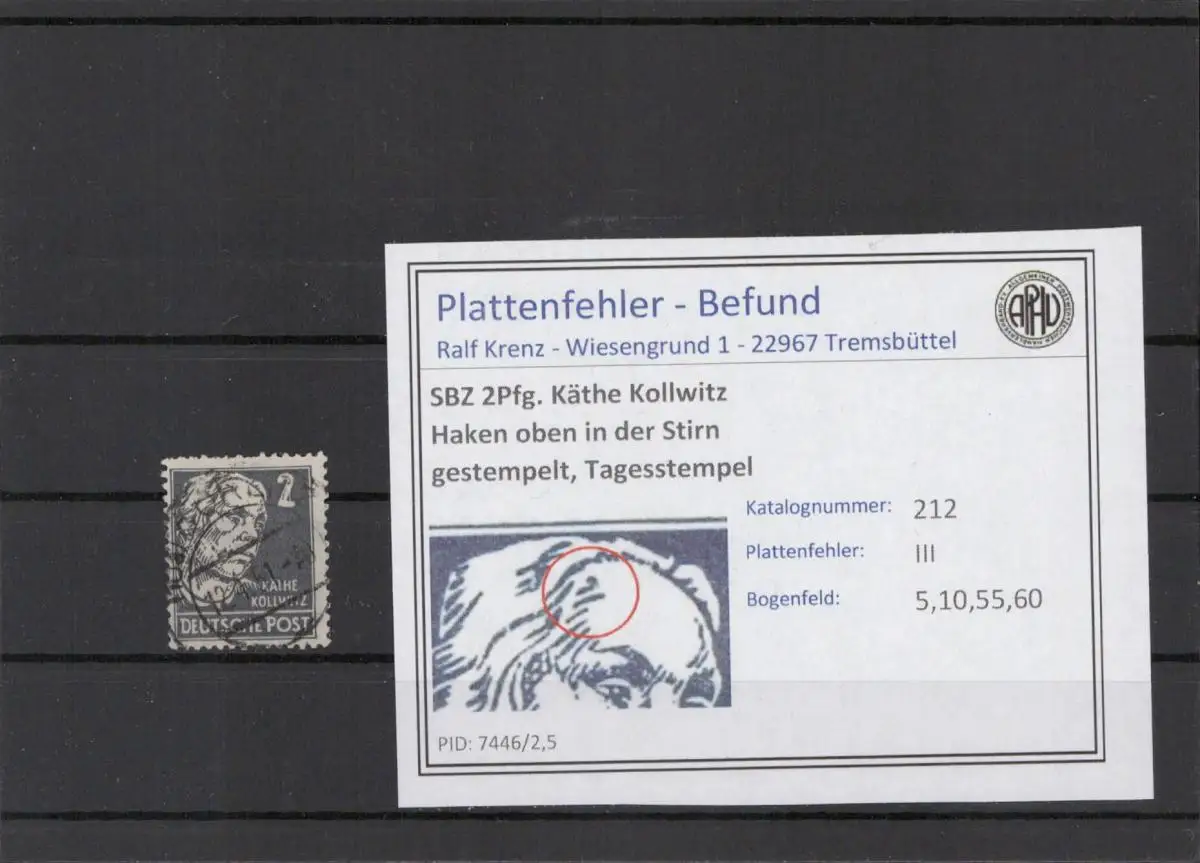 2
KÄTHE
KOLLWITZ
DEUTSCHE POST
Plattenfehler - Befund
Ralf Krenz - Wiesengrund 1 - 22967 Tremsbüttel
APHV
SBZ 2Pfg. Käthe Kollwitz
Haken oben in der Stirn
gestempelt, Tagesstempel
Katalognummer: 212
Plattenfehler: III
Bogenfeld: 5,10,55,60
PID: 7446/2,5